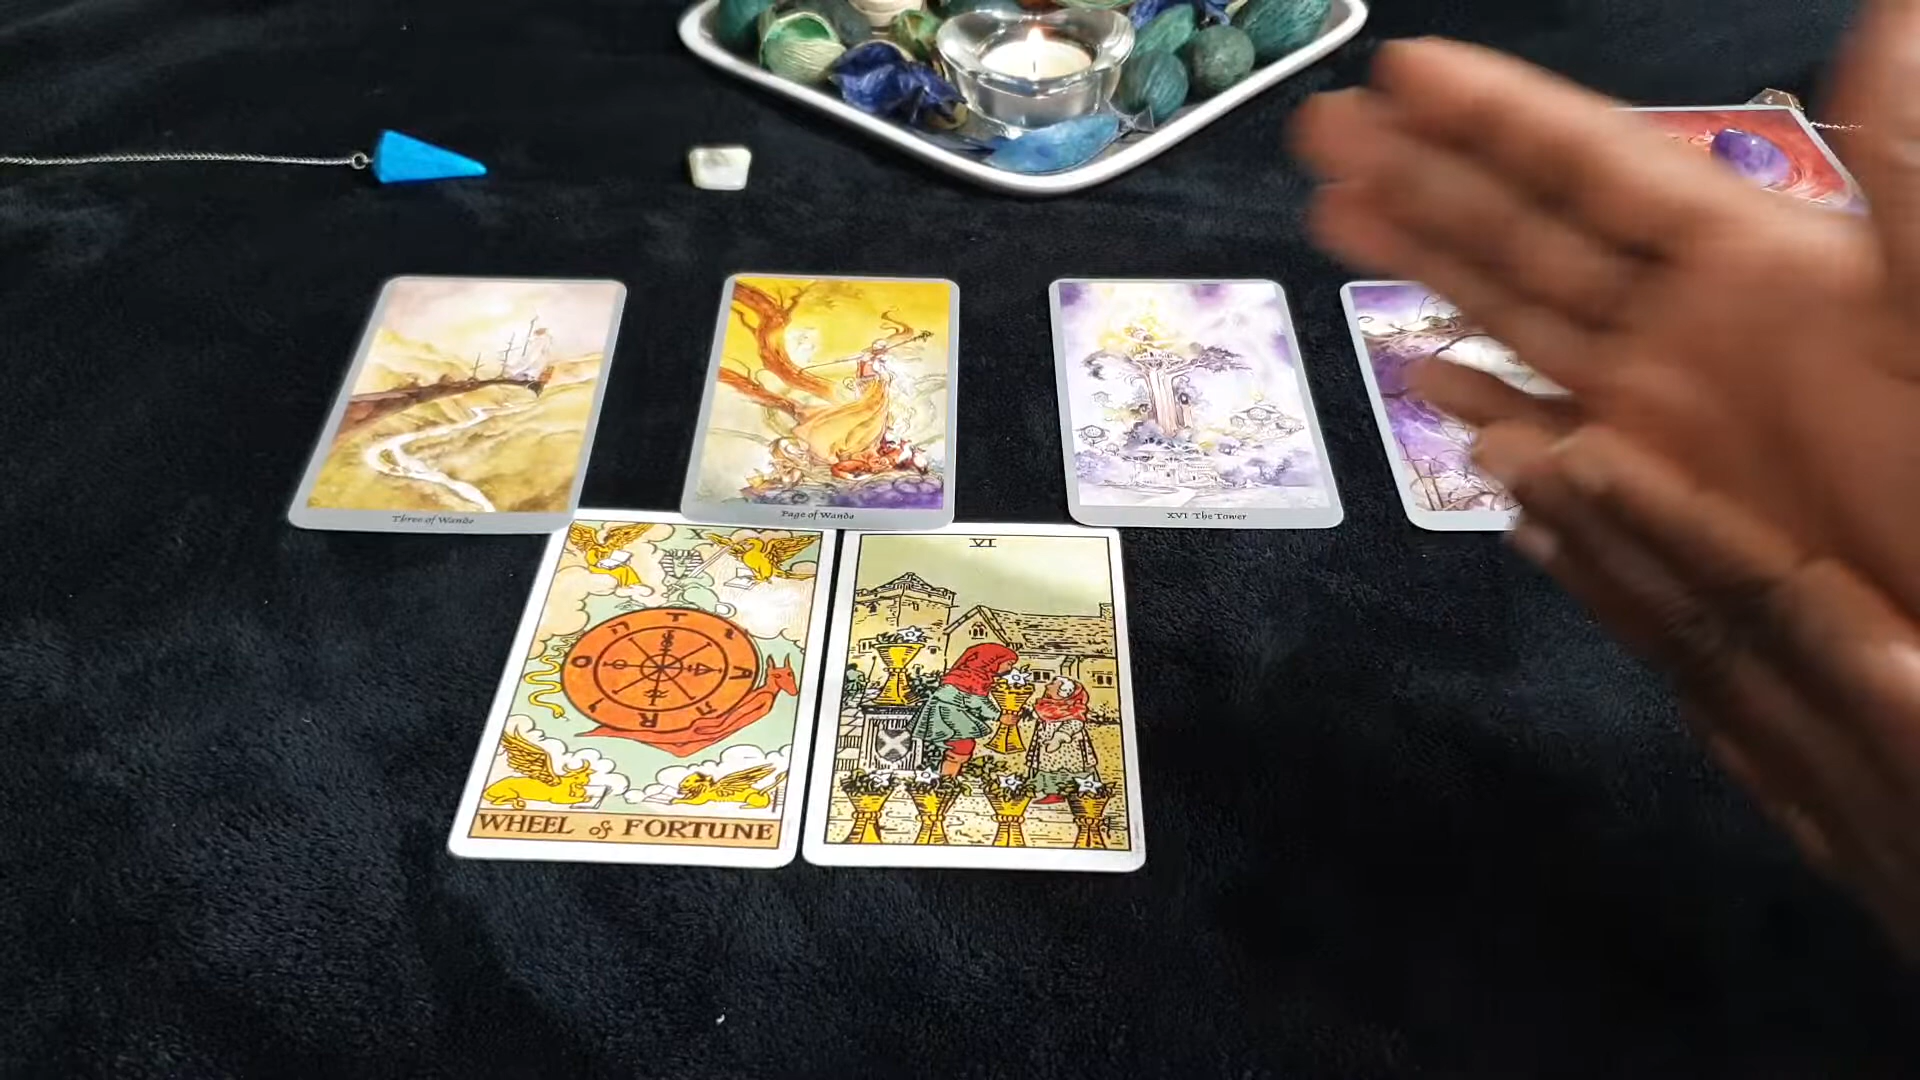 Three of Wands
Page of Wands
XVI The Tower
X
VI
WHEEL of FORTUNE